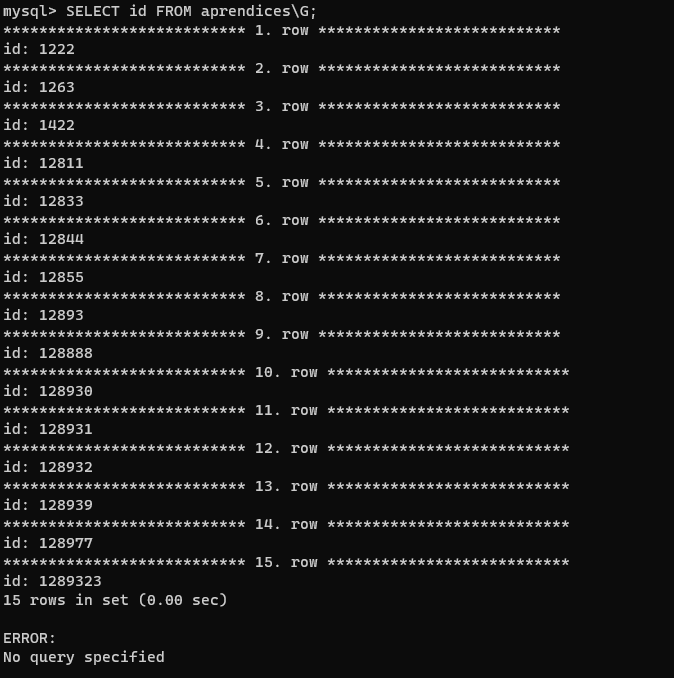 mysql> SELECT id FROM aprendices\G;
*************************** 1. row ***************************
id: 1222
*************************** 2. row ***************************
id: 1263
*************************** 3. row ***************************
id: 1422
*************************** 4. row ***************************
id: 12811
*************************** 5. row ***************************
id: 12833
*************************** 6. row ***************************
id: 12844
*************************** 7. row ***************************
id: 12855
*************************** 8. row ***************************
id: 12893
*************************** 9. row ***************************
id: 128888
*************************** 10. row ***************************
id: 128930
*************************** 11. row ***************************
id: 128931
*************************** 12. row ***************************
id: 128932
*************************** 13. row ***************************
id: 128939
*************************** 14. row ***************************
id: 128977
*************************** 15. row ***************************
id: 1289323
15 rows in set (0.00 sec)

ERROR:
No query specified